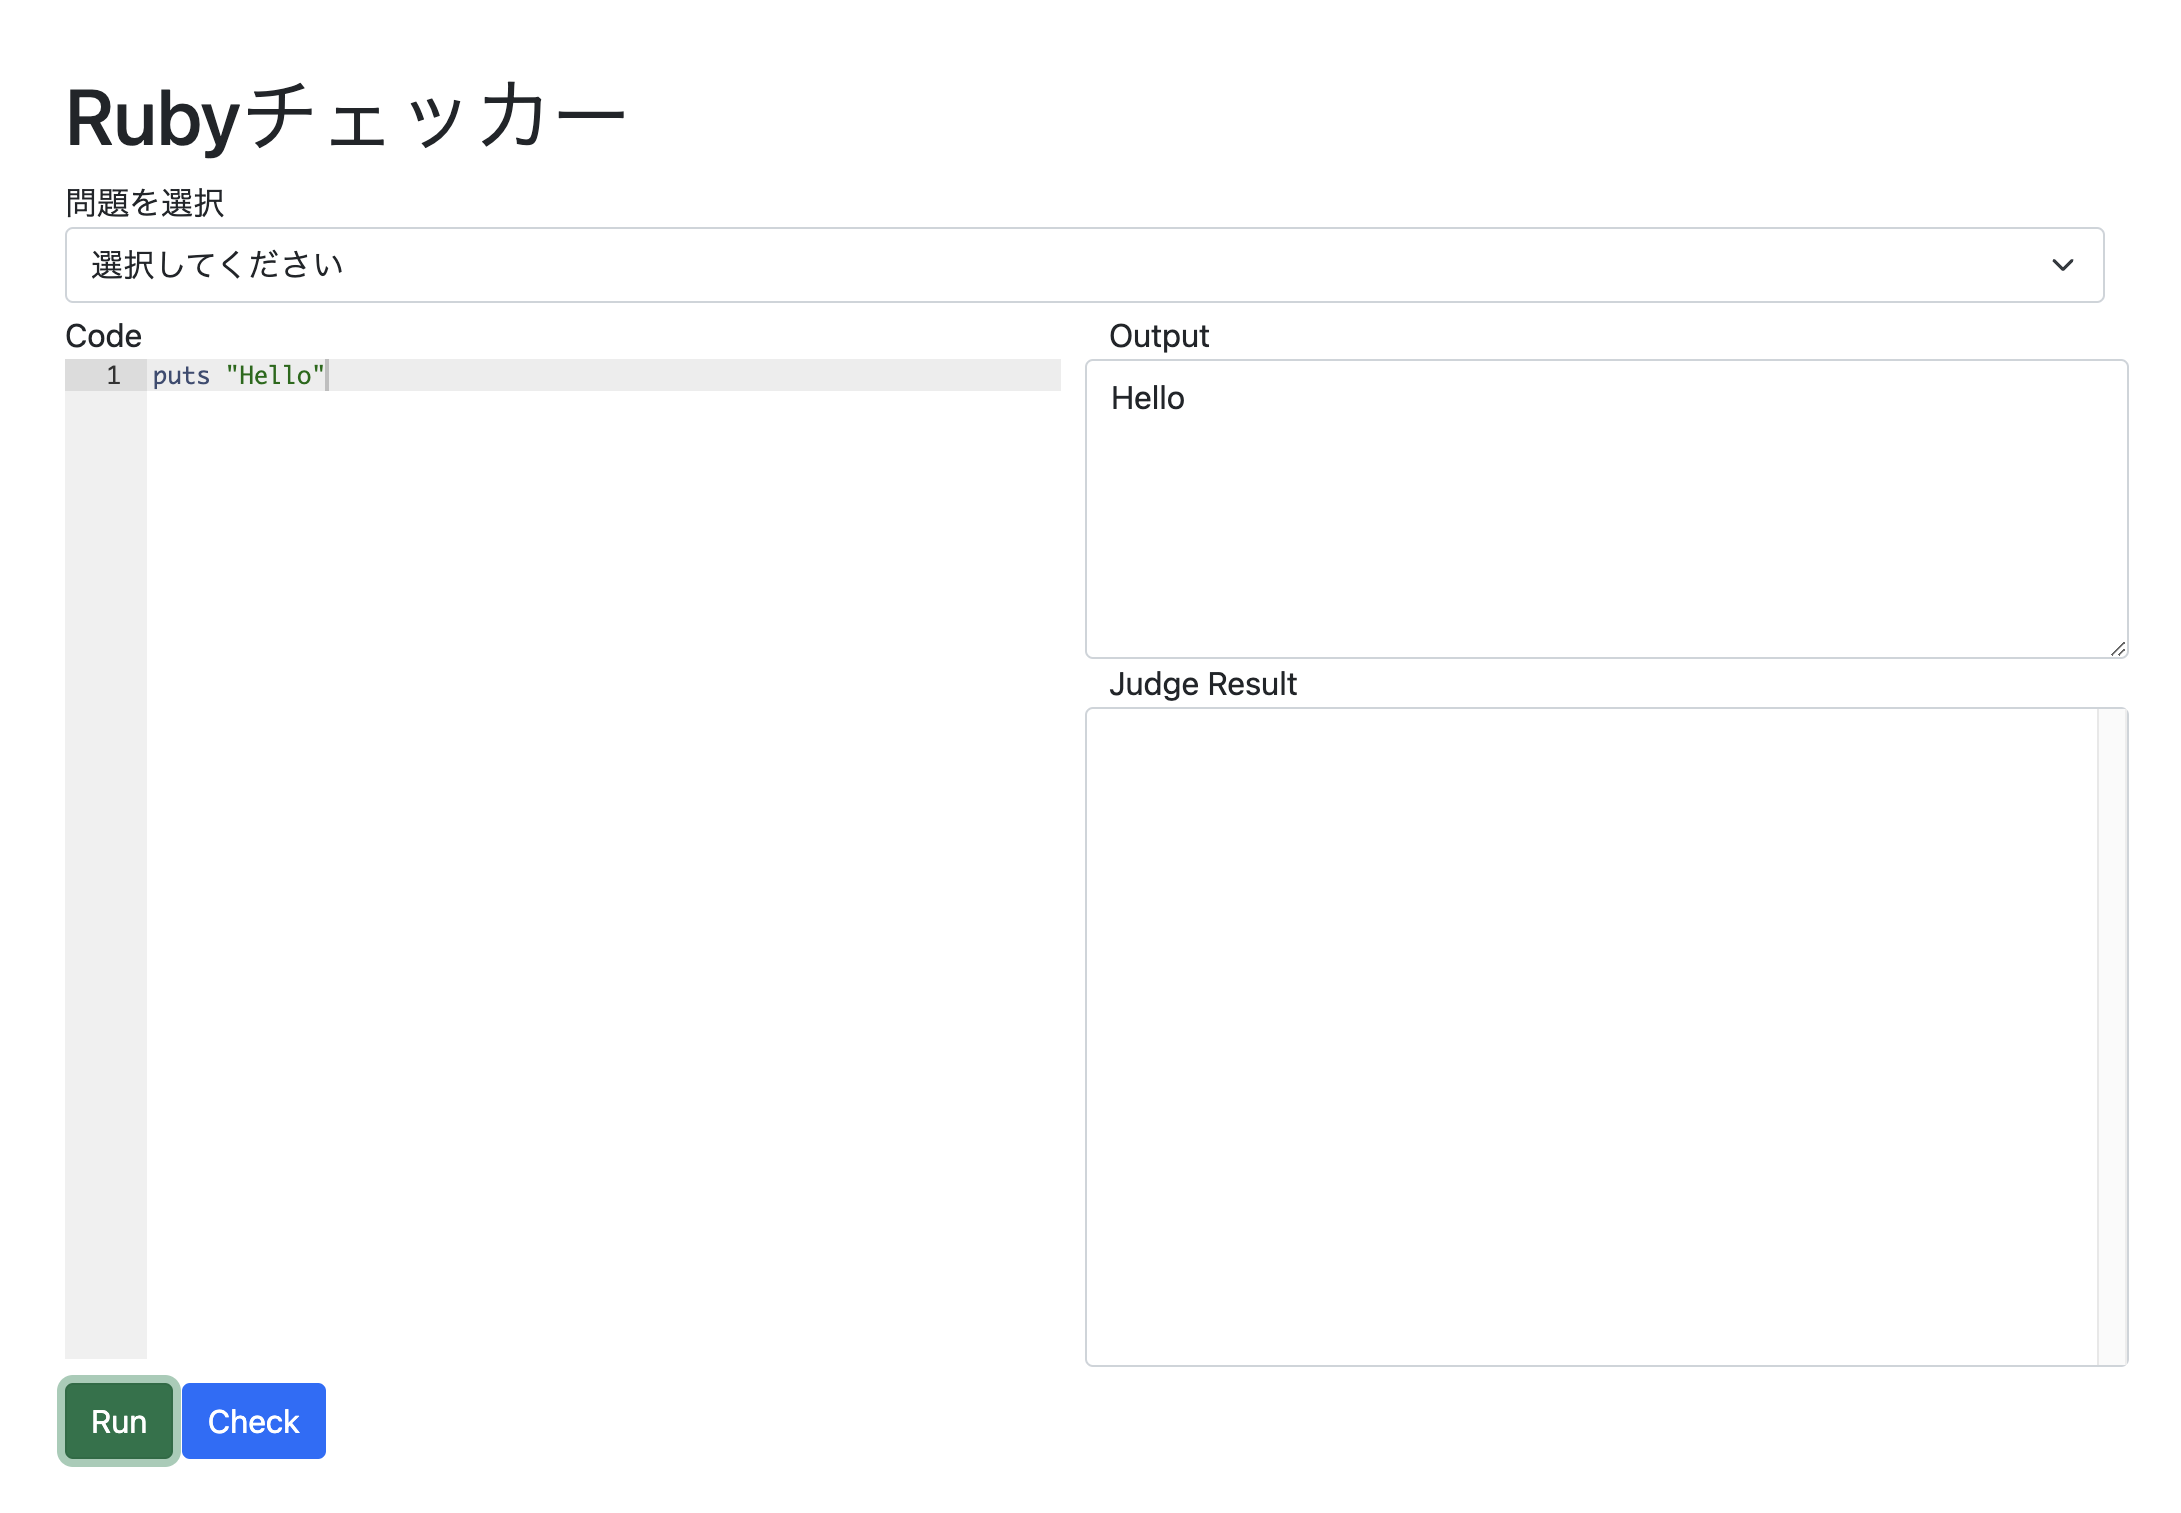 Rubyチェッカー
問題を選択
選択してください
Code
1 puts "Hello"
Output
Hello
Judge Result
Run
Check